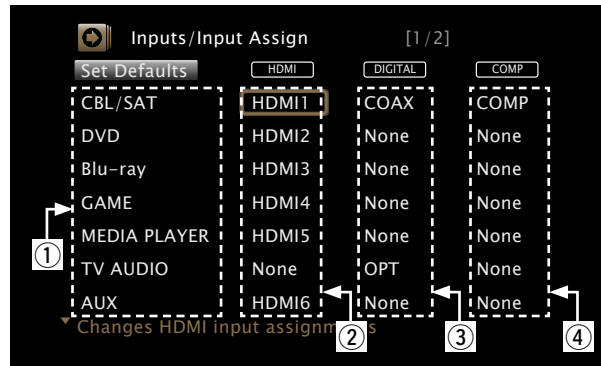 Inputs/Input Assign [1/2]
Set Defaults HDMI DIGITAL COMP
CBL/SAT HDMI1 COAX COMP
DVD HDMI2 None None
Blu-ray HDMI3 None None
GAME HDMI4 None None
MEDIA PLAYER HDMI5 None None
TV AUDIO None OPT None
AUX HDMI6 None None
Changes HDMI input assignm s
① ② ③ ④